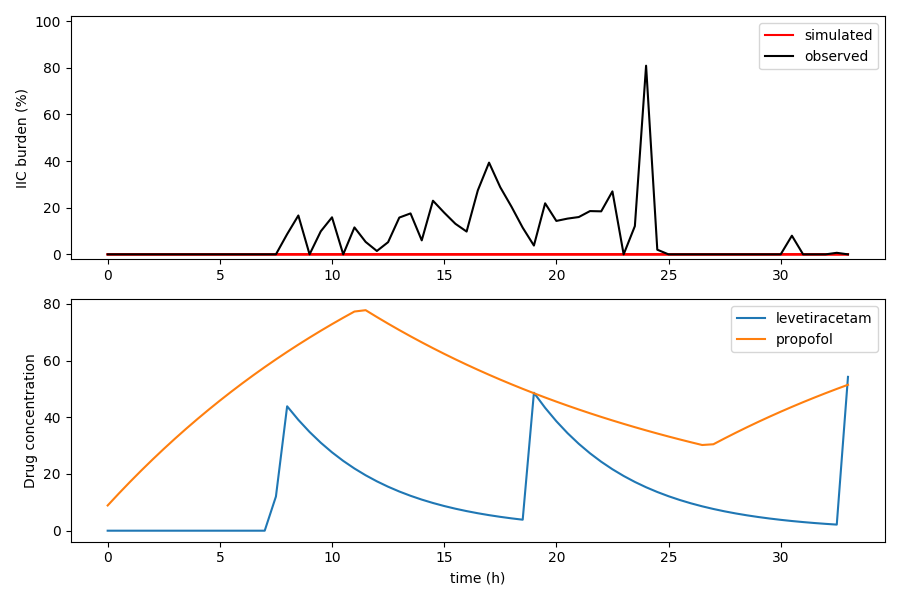 100
80
60
40
20
0
IIC burden (%)
simulated
observed
0 5 10 15 20 25 30
80
60
40
20
0
Drug concentration
levetiracetam
propofol
0 5 10 15 20 25 30
time (h)